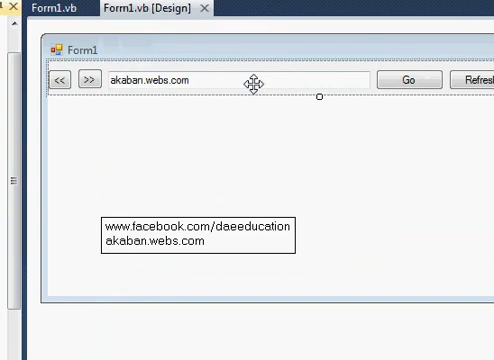 Form1.vb
Form1.vb [Design]
Form1
<< >> akaban.webs.com Go Refresh
www.facebook.com/daeeducation
akaban.webs.com